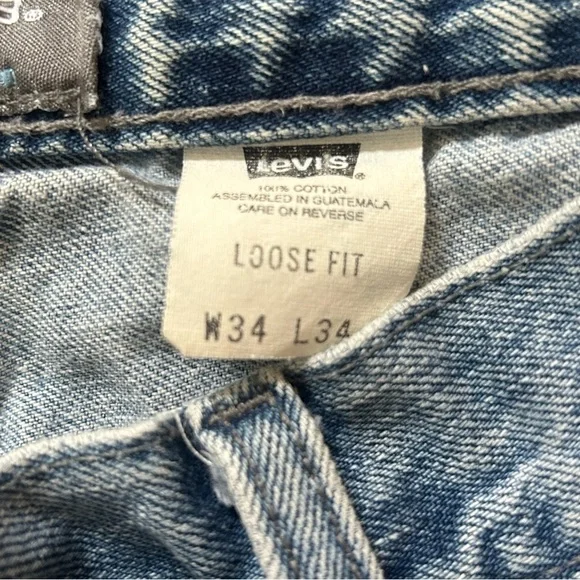 Levi's®
100% COTTON
ASSEMBLED IN GUATEMALA
CARE ON REVERSE
LOOSE FIT
W34 L34